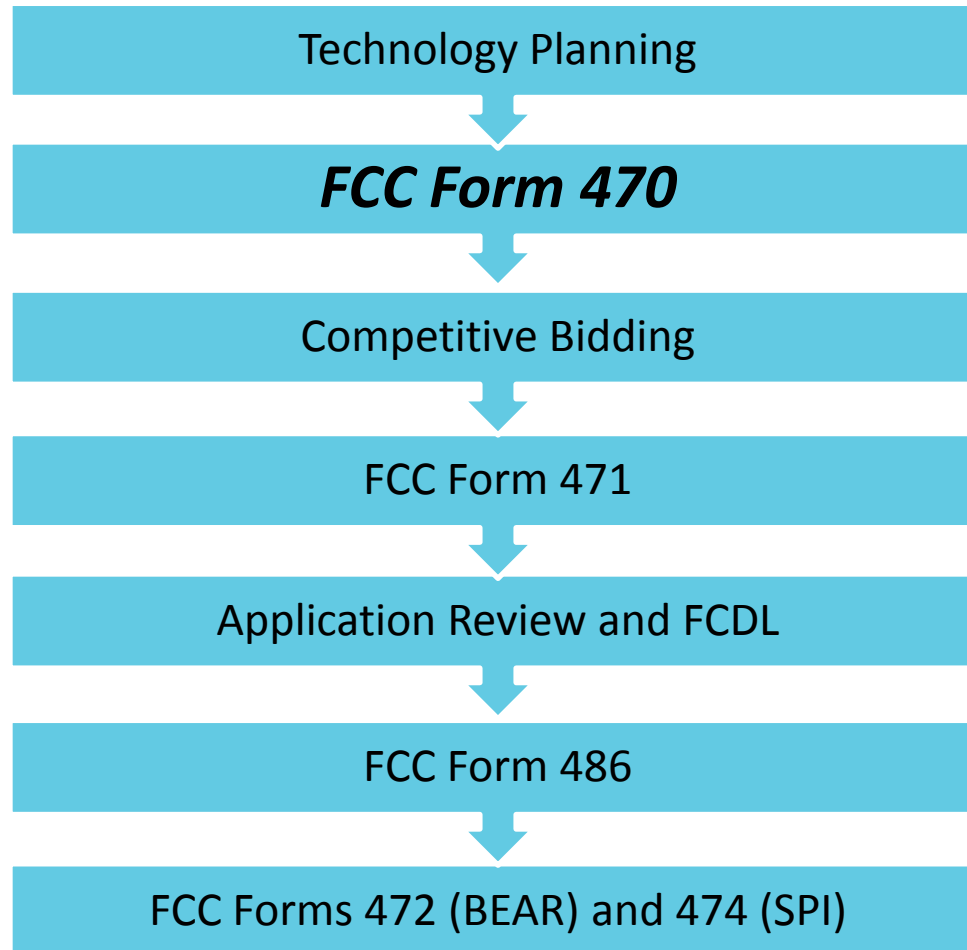 Technology Planning
FCC Form 470
Competitive Bidding
FCC Form 471
Application Review and FCDL
FCC Form 486
FCC Forms 472 (BEAR) and 474 (SPI)